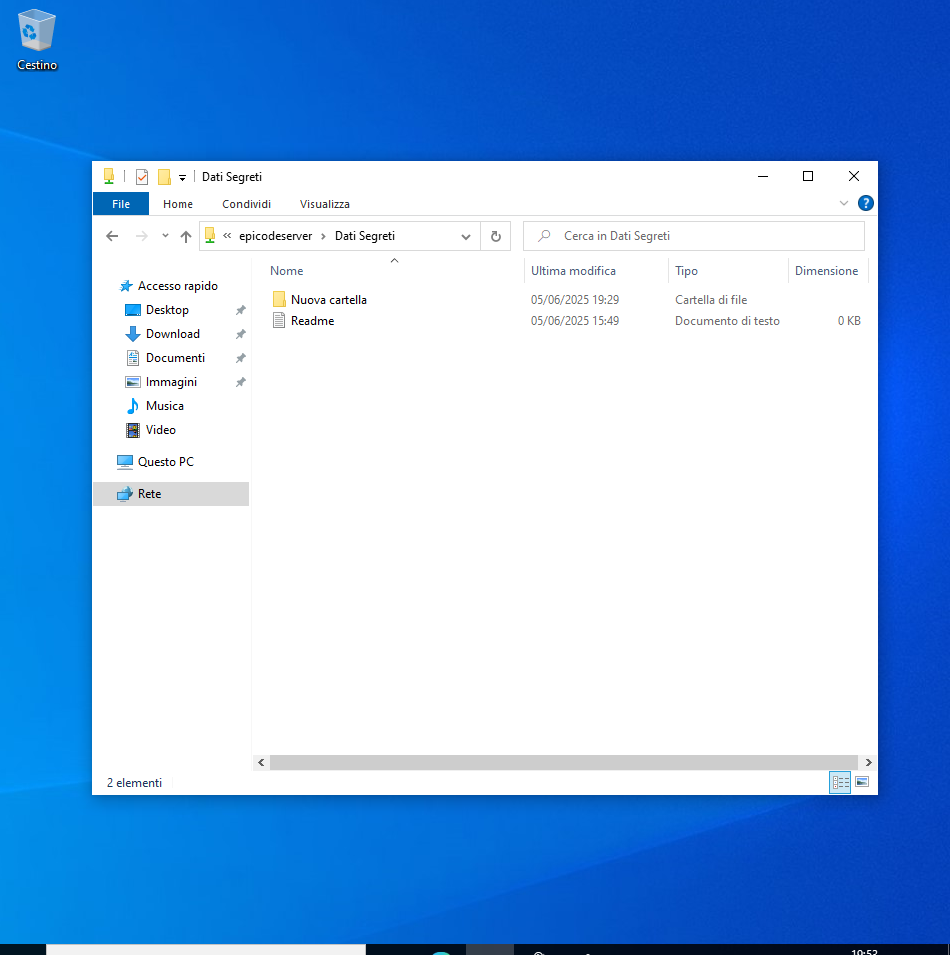 Cestino
Dati Segreti
File Home Condividi Visualizza
epicodeserver Dati Segreti
Cerca in Dati Segreti
Nome Ultima modifica Tipo Dimensione
Accesso rapido
Desktop
Download
Documenti
Immagini
Musica
Video
Questo PC
Rete
Nuova cartella 05/06/2025 19:29 Cartella di file
Readme 05/06/2025 15:49 Documento di testo 0 KB
2 elementi